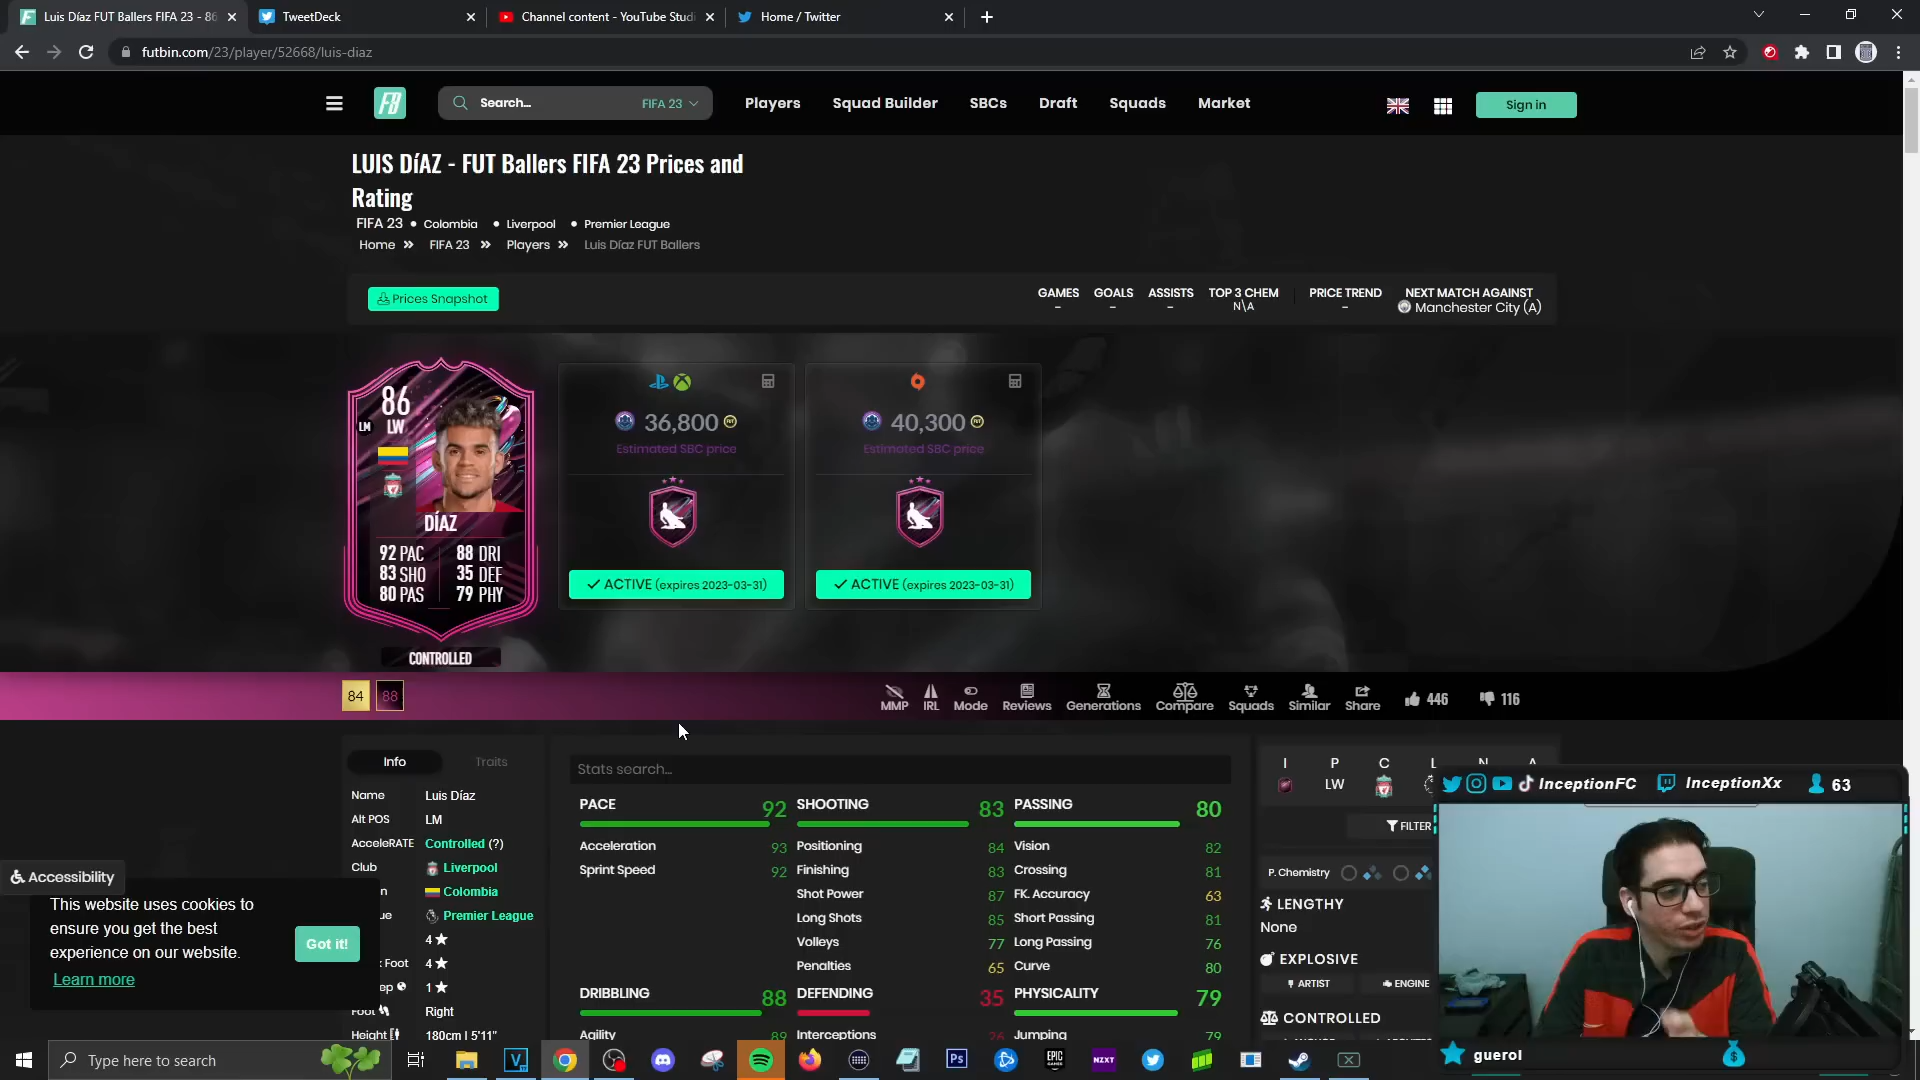 Luis Díaz FUT Ballers FIFA 23 - 86
TweetDeck
Channel content - YouTube Studi
Home / Twitter
futbin.com/23/player/52668/luis-diaz
FB
Search...
FIFA 23
Players
Squad Builder
SBCs
Draft
Squads
Market
Sign in
LUIS DíAZ - FUT Ballers FIFA 23 Prices and
Rating
FIFA 23 • Colombia • Liverpool • Premier League
Home » FIFA 23 » Players » Luis Díaz FUT Ballers
Prices Snapshot
GAMES
-
GOALS
-
ASSISTS
-
TOP 3 CHEM
N\A
PRICE TREND
-
NEXT MATCH AGAINST
Manchester City (A)
86
LW
LM
DÍAZ
92 PAC 88 DRI
83 SHO 35 DEF
80 PAS 79 PHY
CONTROLLED
36,800
Estimated SBC price
ACTIVE (expires 2023-03-31)
40,300
Estimated SBC price
ACTIVE (expires 2023-03-31)
84 88
MMP
IRL
Mode
Reviews
Generations
Compare
Squads
Similar
Share
446
116
Info Traits
Name Luis Díaz
Alt POS LM
AcceleRATE Controlled (?)
Club Liverpool
n Colombia
ue Premier League
4
k Foot 4
ep 1
Foot Right
Height 180cm | 5'11"
Stats search...
PACE 92
Acceleration 93
Sprint Speed 92
SHOOTING 83
Positioning 84
Finishing 83
Shot Power 87
Long Shots 85
Volleys 77
Penalties 65
PASSING 80
Vision 82
Crossing 81
FK. Accuracy 63
Short Passing 81
Long Passing 76
Curve 80
DRIBBLING 88
Agility 89
DEFENDING 35
Interceptions 26
PHYSICALITY 79
Jumping 79
I P C L N A
LW
FILTER
P. Chemistry
LENGTHY
None
EXPLOSIVE
ARTIST
ENGINE
CONTROLLED
Accessibility
This website uses cookies to
ensure you get the best
experience on our website.
Learn more
Got it!
InceptionFC
InceptionXx
63
guerol
Type here to search
V
Ps
EPIC
GAMES
NZXT